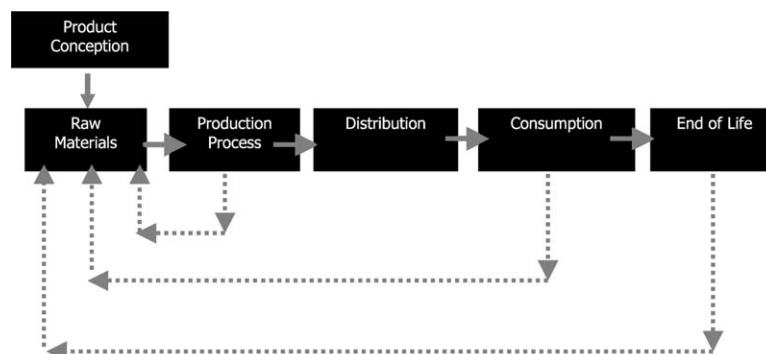 Product
Conception
Raw
Materials
Production
Process
Distribution
Consumption
End of Life